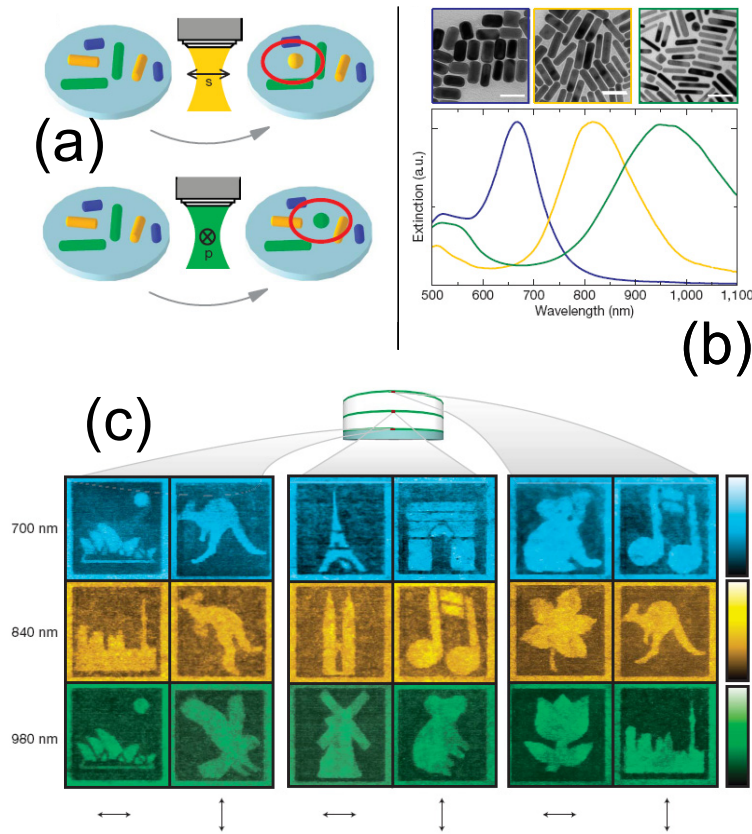 (a)
s
p
(b)
Extinction (a.u.)
500 600 700 800 900 1,000 1,100
Wavelength (nm)
(c)
700 nm
840 nm
980 nm